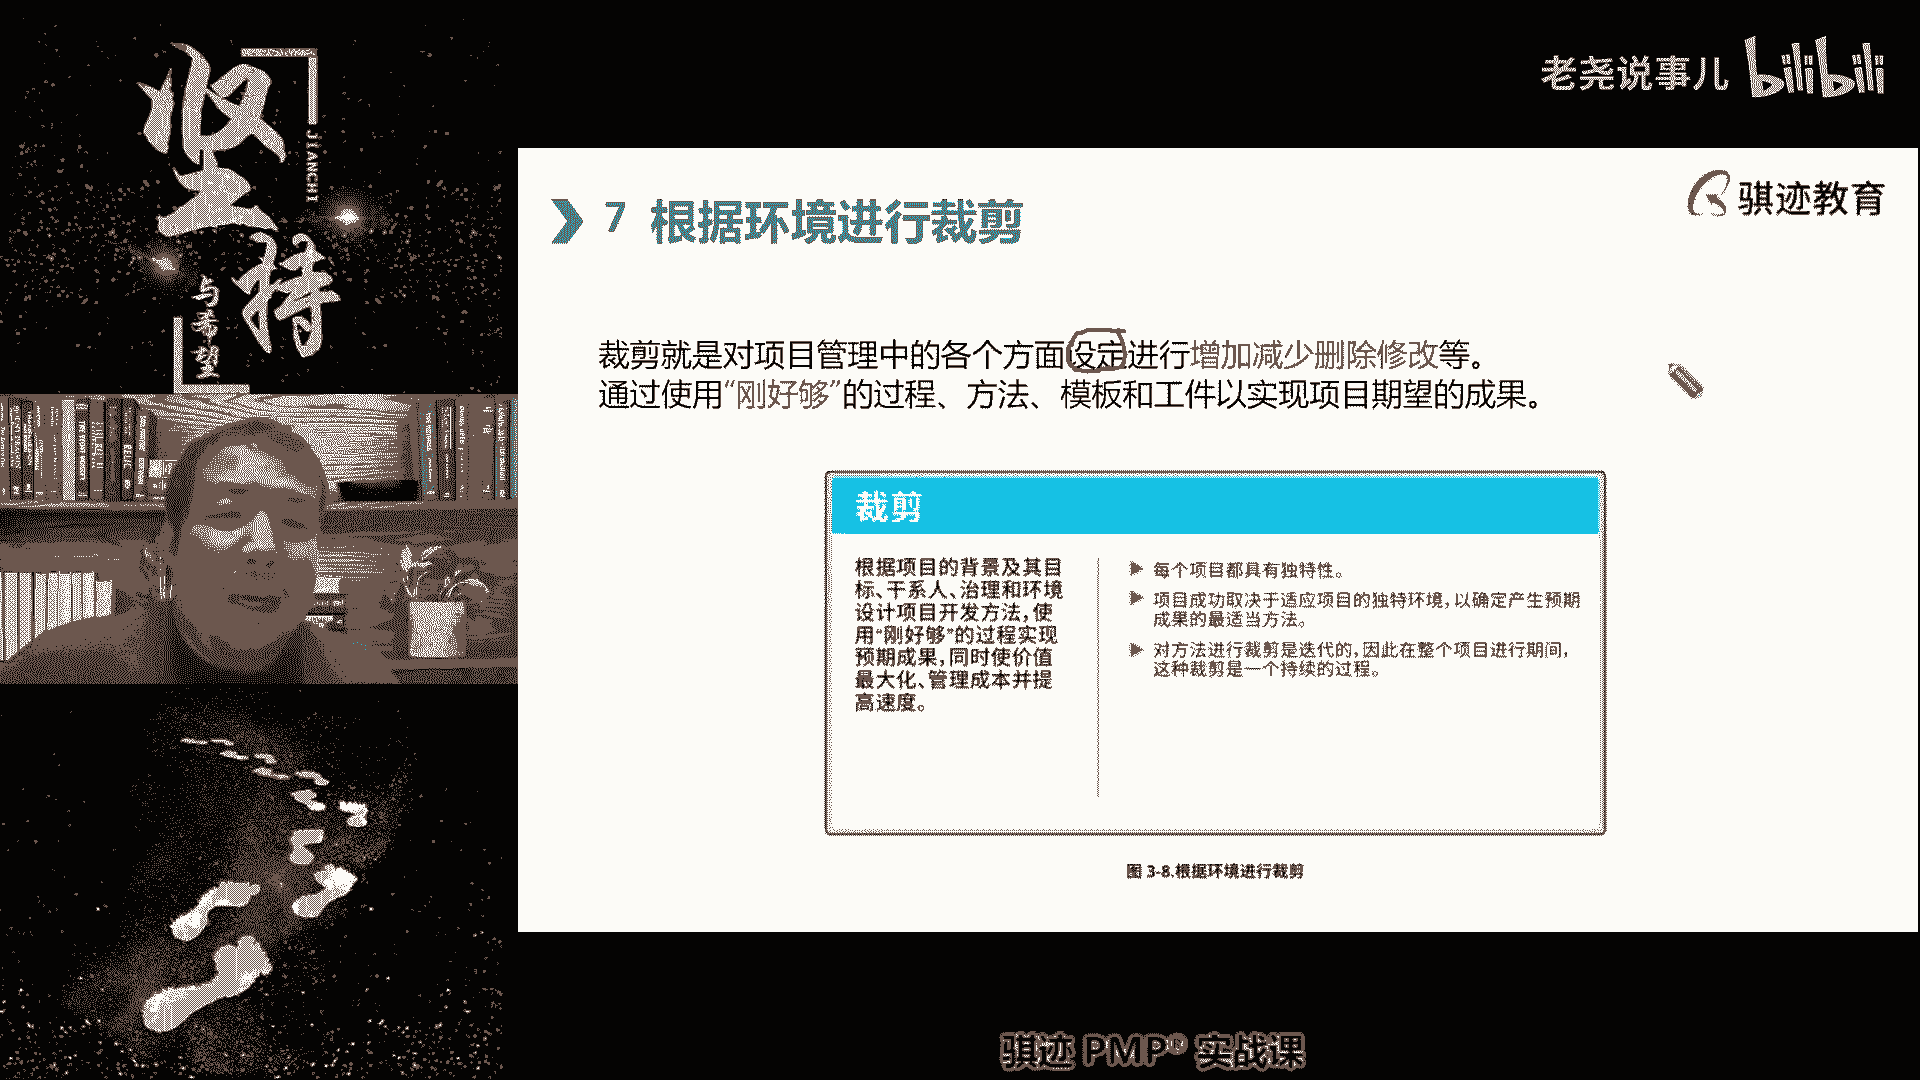 坚持
JIANCHI
与希望
老尧说事儿 bilibili
骐迹教育
7 根据环境进行裁剪
裁剪就是对项目管理中的各个方面设定进行增加减少删除修改等。
通过使用“刚好够”的过程、方法、模板和工件以实现项目期望的成果。
裁剪
根据项目的背景及其目
标、干系人、治理和环境
设计项目开发方法,使
用“刚好够”的过程实现
预期成果,同时使价值
最大化、管理成本并提
高速度。
每个项目都具有独特性。
项目成功取决于适应项目的独特环境,以确定产生预期
成果的最适当方法。
对方法进行裁剪是迭代的,因此在整个项目进行期间,
这种裁剪是一个持续的过程。
图 3-8.根据环境进行裁剪
骐迹 PMP® 实战课